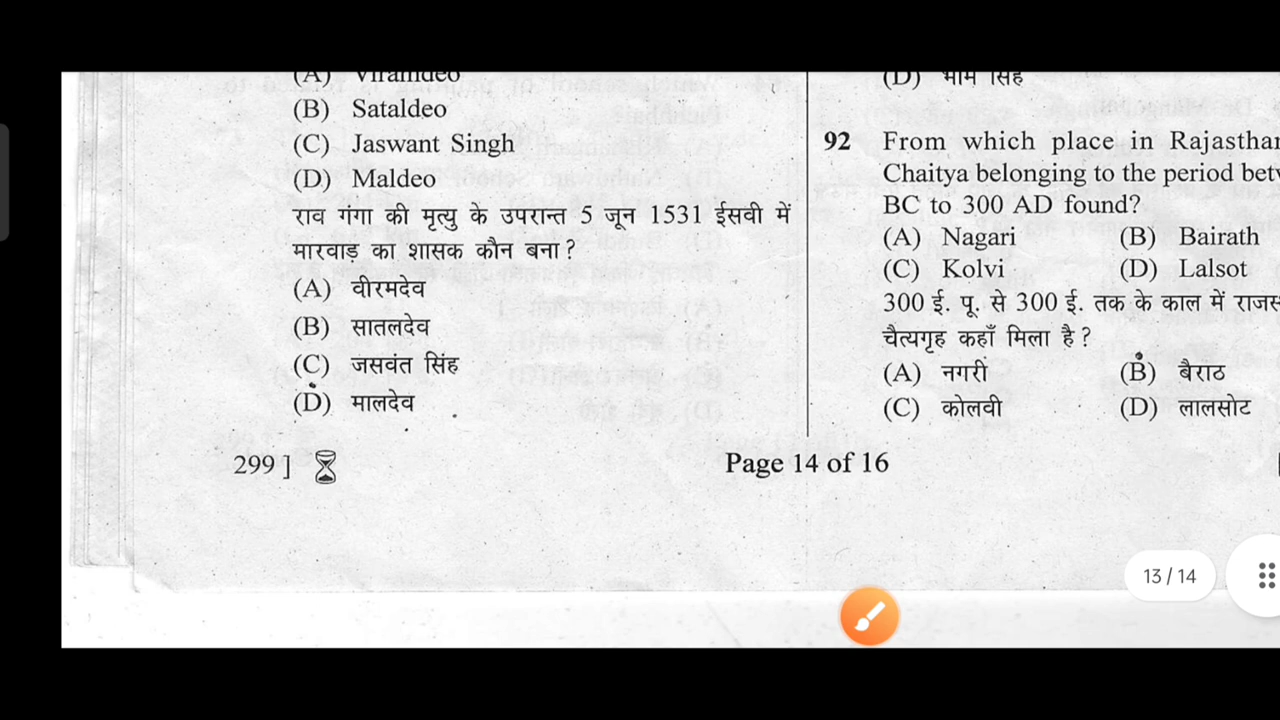 (A) Viramdeo
(B) Sataldeo
(C) Jaswant Singh
(D) Maldeo
राव गंगा की मृत्यु के उपरान्त 5 जून 1531 ईसवी में
मारवाड़ का शासक कौन बना ?
(A) वीरमदेव
(B) सातलदेव
(C) जसवंत सिंह
(D) मालदेव
299 ]
Page 14 of 16
(D) भीम सिंह
92 From which place in Rajasthan
Chaitya belonging to the period betw
BC to 300 AD found?
(A) Nagari (B) Bairath
(C) Kolvi (D) Lalsot
300 ई. पू. से 300 ई. तक के काल में राजस
चैत्यगृह कहाँ मिला है ?
(A) नगरी (B) बैराठ
(C) कोलवी (D) लालसोट
13 / 14